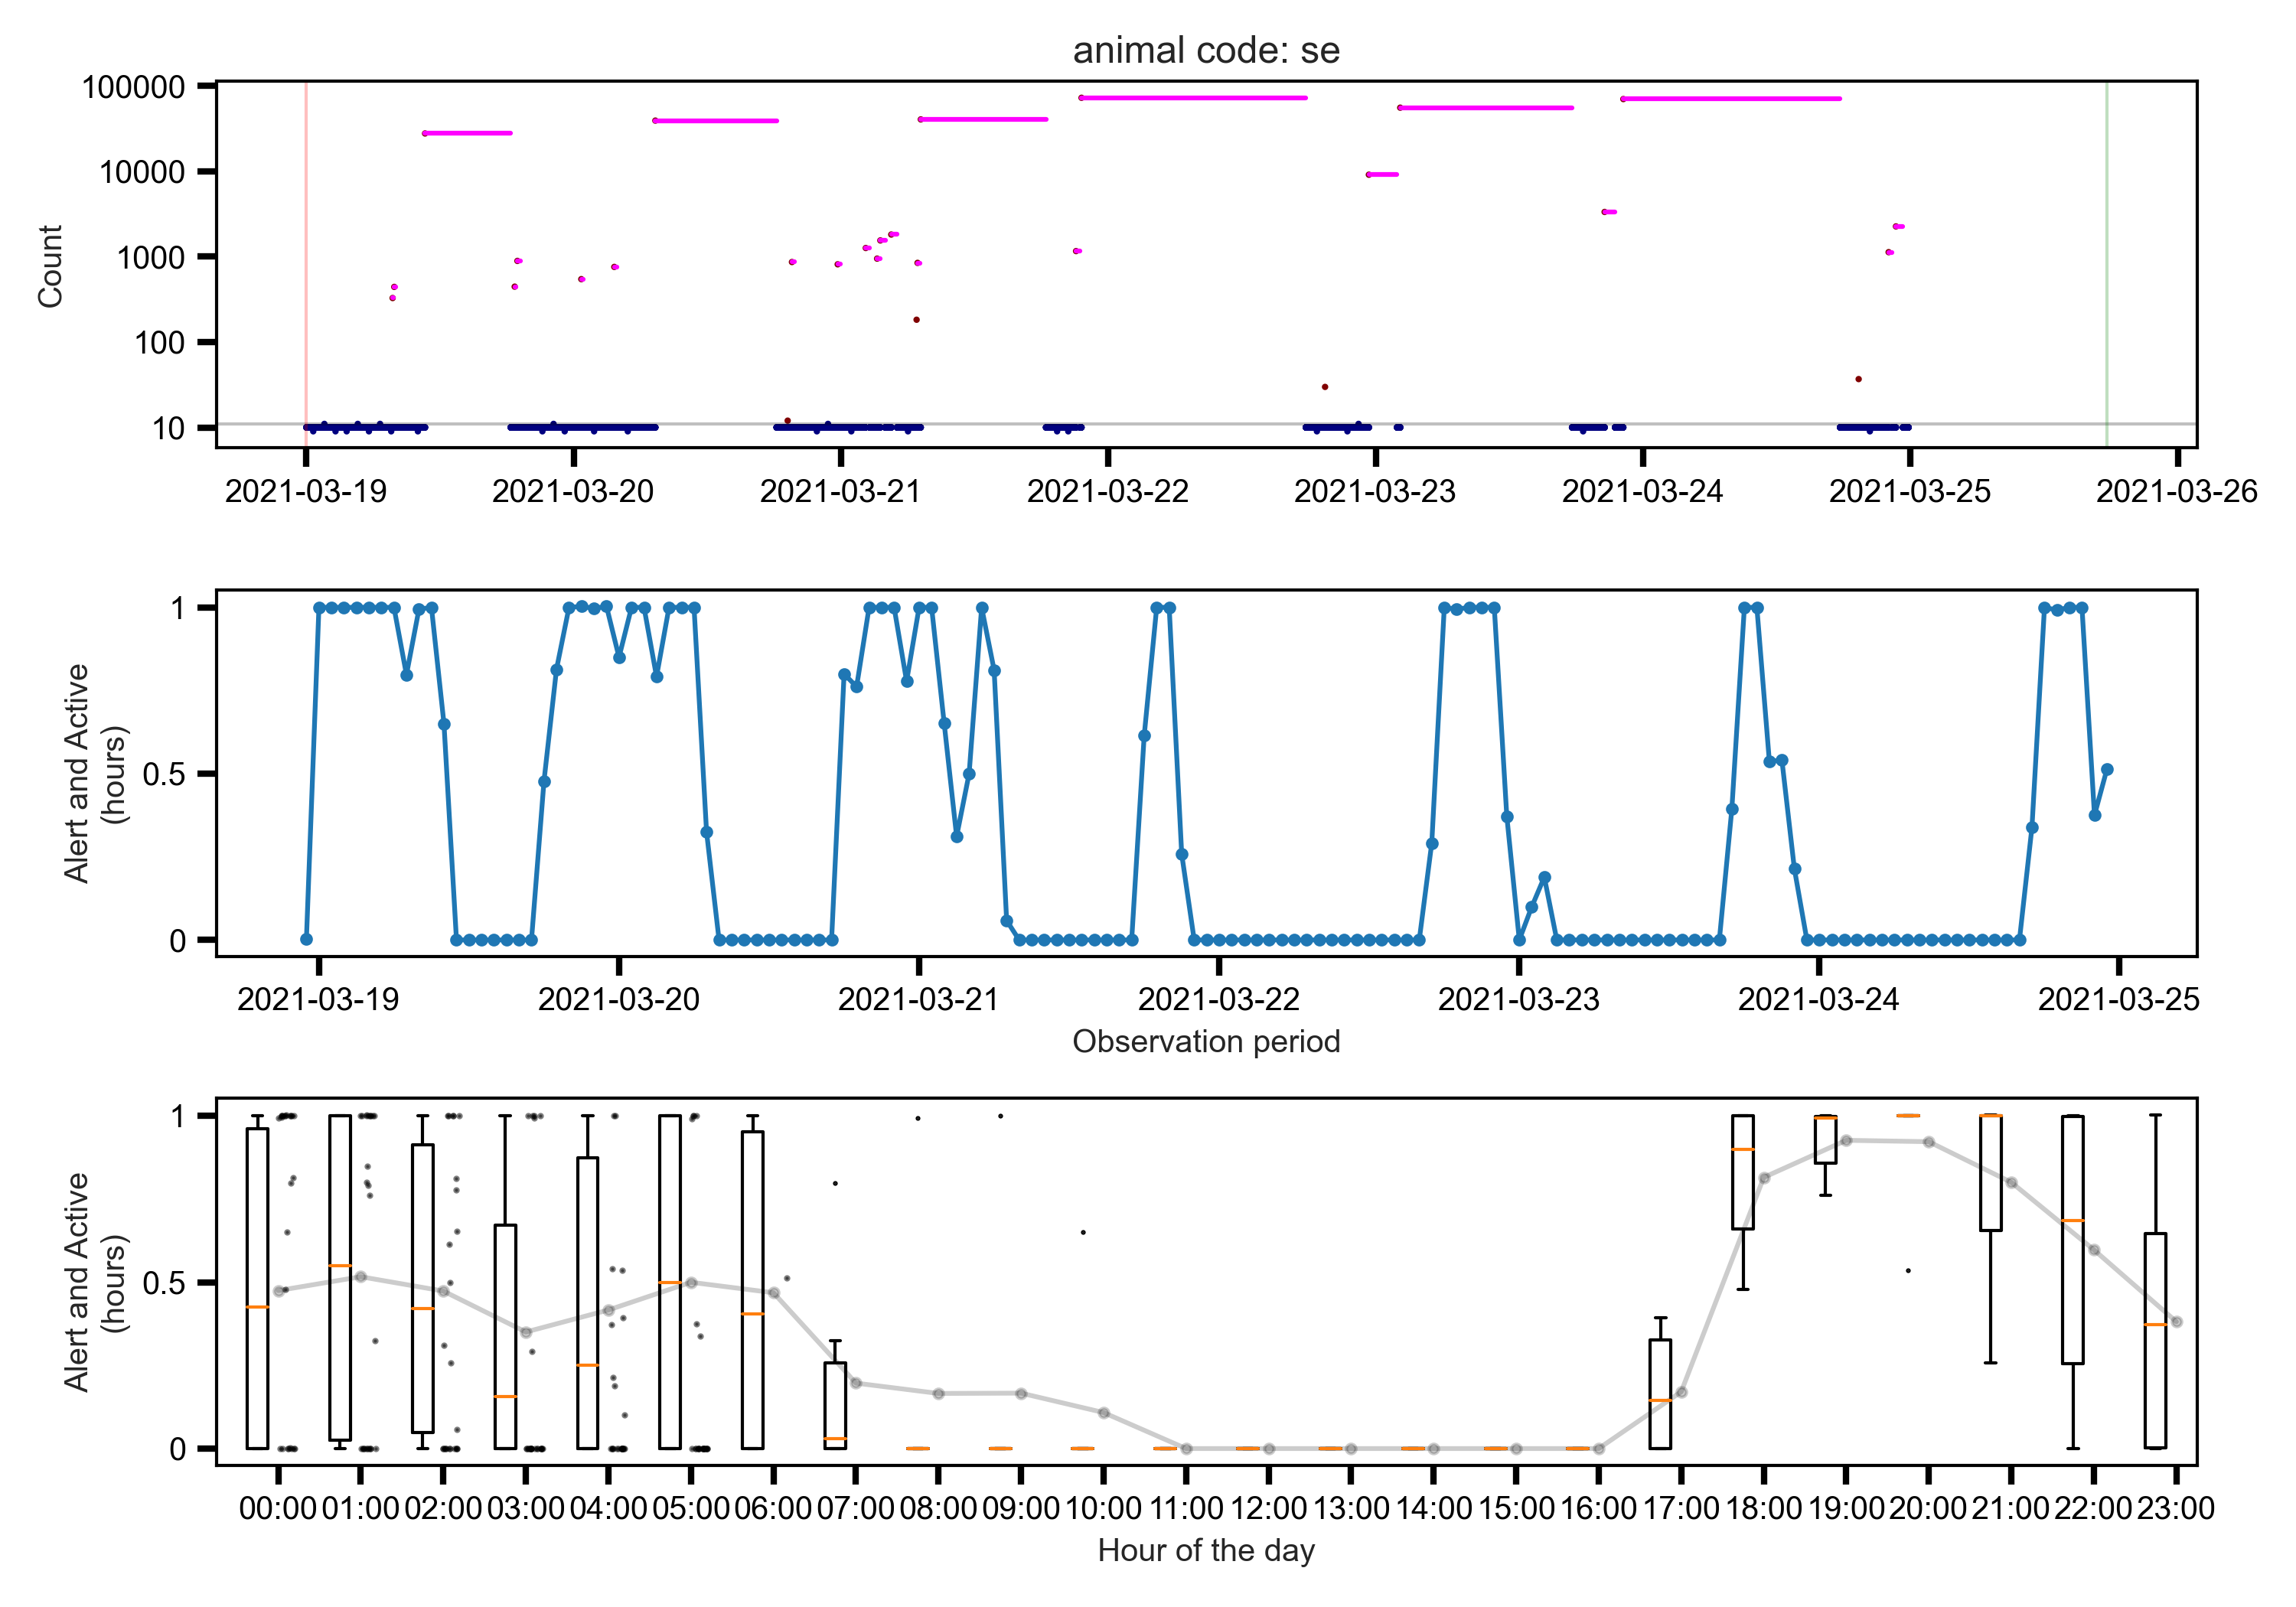 animal code: se
100000
10000
1000
100
10
Count
2021-03-19 2021-03-20 2021-03-21 2021-03-22 2021-03-23 2021-03-24 2021-03-25 2021-03-26
1
0.5
0
Alert and Active
(hours)
2021-03-19 2021-03-20 2021-03-21 2021-03-22 2021-03-23 2021-03-24 2021-03-25
Observation period
1
0.5
0
Alert and Active
(hours)
00:00 01:00 02:00 03:00 04:00 05:00 06:00 07:00 08:00 09:00 10:00 11:00 12:00 13:00 14:00 15:00 16:00 17:00 18:00 19:00 20:00 21:00 22:00 23:00
Hour of the day